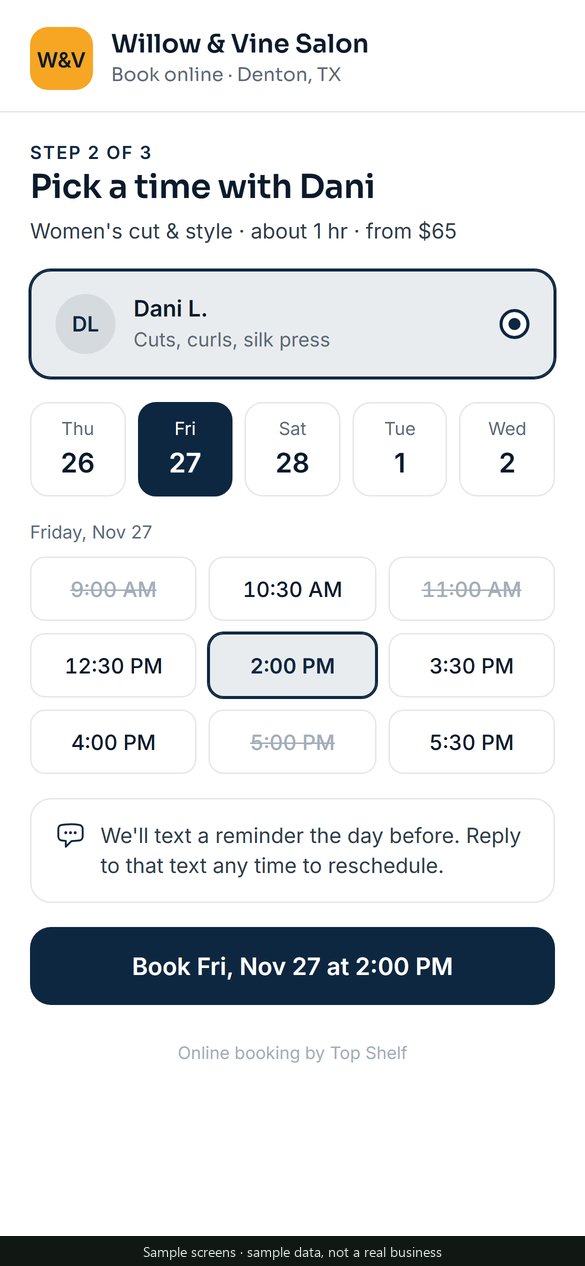 W&V
Willow & Vine Salon
Book online · Denton, TX
STEP 2 OF 3
Pick a time with Dani
Women's cut & style · about 1 hr · from $65
DL
Dani L.
Cuts, curls, silk press
Thu Fri Sat Tue Wed
26 27 28 1 2
Friday, Nov 27
9:00 AM 10:30 AM 11:00 AM
12:30 PM 2:00 PM 3:30 PM
4:00 PM 5:00 PM 5:30 PM
We'll text a reminder the day before. Reply
to that text any time to reschedule.
Book Fri, Nov 27 at 2:00 PM
Online booking by Top Shelf
Sample screens · sample data, not a real business